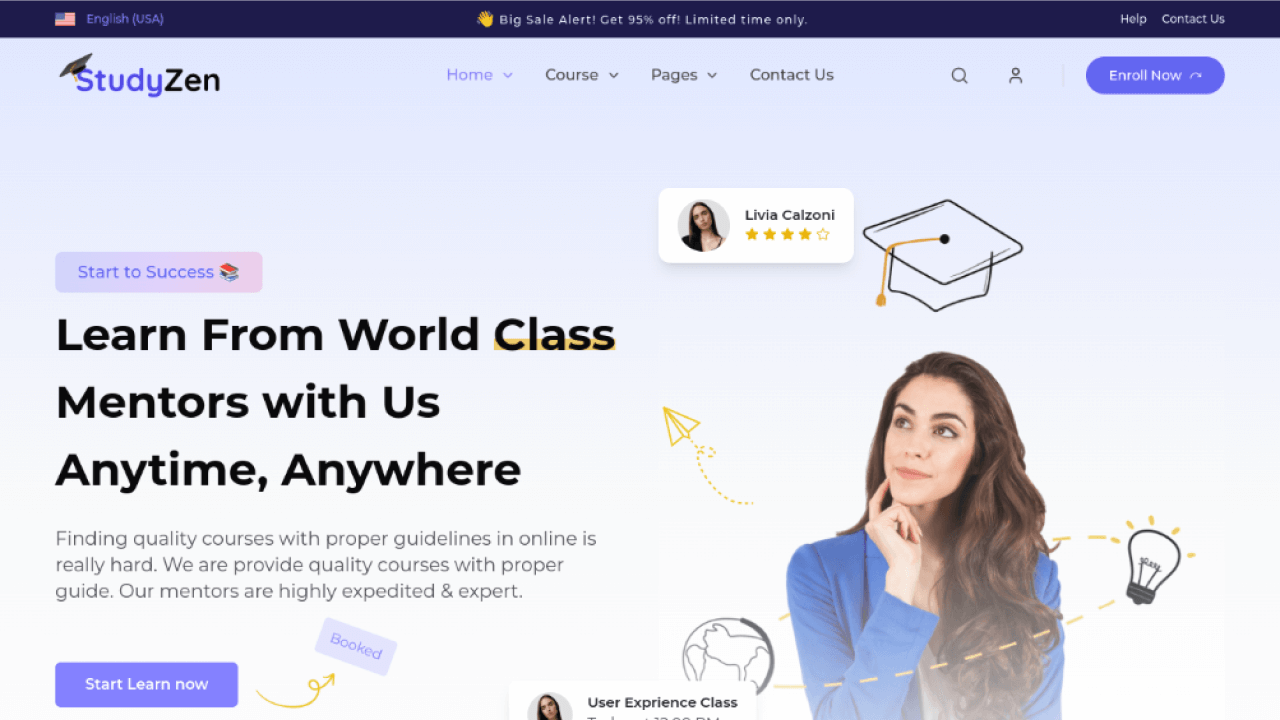 English (USA)
👋 Big Sale Alert! Get 95% off! Limited time only.
Help Contact Us
StudyZen
Home Course Pages Contact Us
Enroll Now
Livia Calzoni
Start to Success 📚
Learn From World Class
Mentors with Us
Anytime, Anywhere
Finding quality courses with proper guidelines in online is
really hard. We are provide quality courses with proper
guide. Our mentors are highly expedited & expert.
Booked
Start Learn now
User Exprience Class